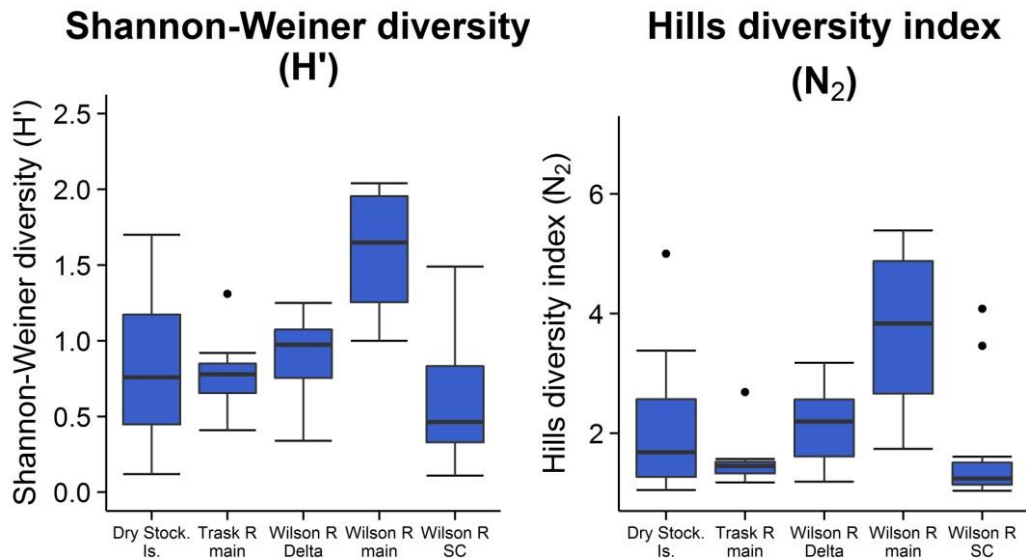 Shannon-Weiner diversity
(H')
Shannon-Weiner diversity (H')
2.5
2.0
1.5
1.0
0.5
0.0
Dry Stock.
Is.
Trask R
main
Wilson R
Delta
Wilson R
main
Wilson R
SC
Hills diversity index
(N₂)
Hills diversity index (N₂)
6
4
2
Dry Stock.
Is.
Trask R
main
Wilson R
Delta
Wilson R
main
Wilson R
SC